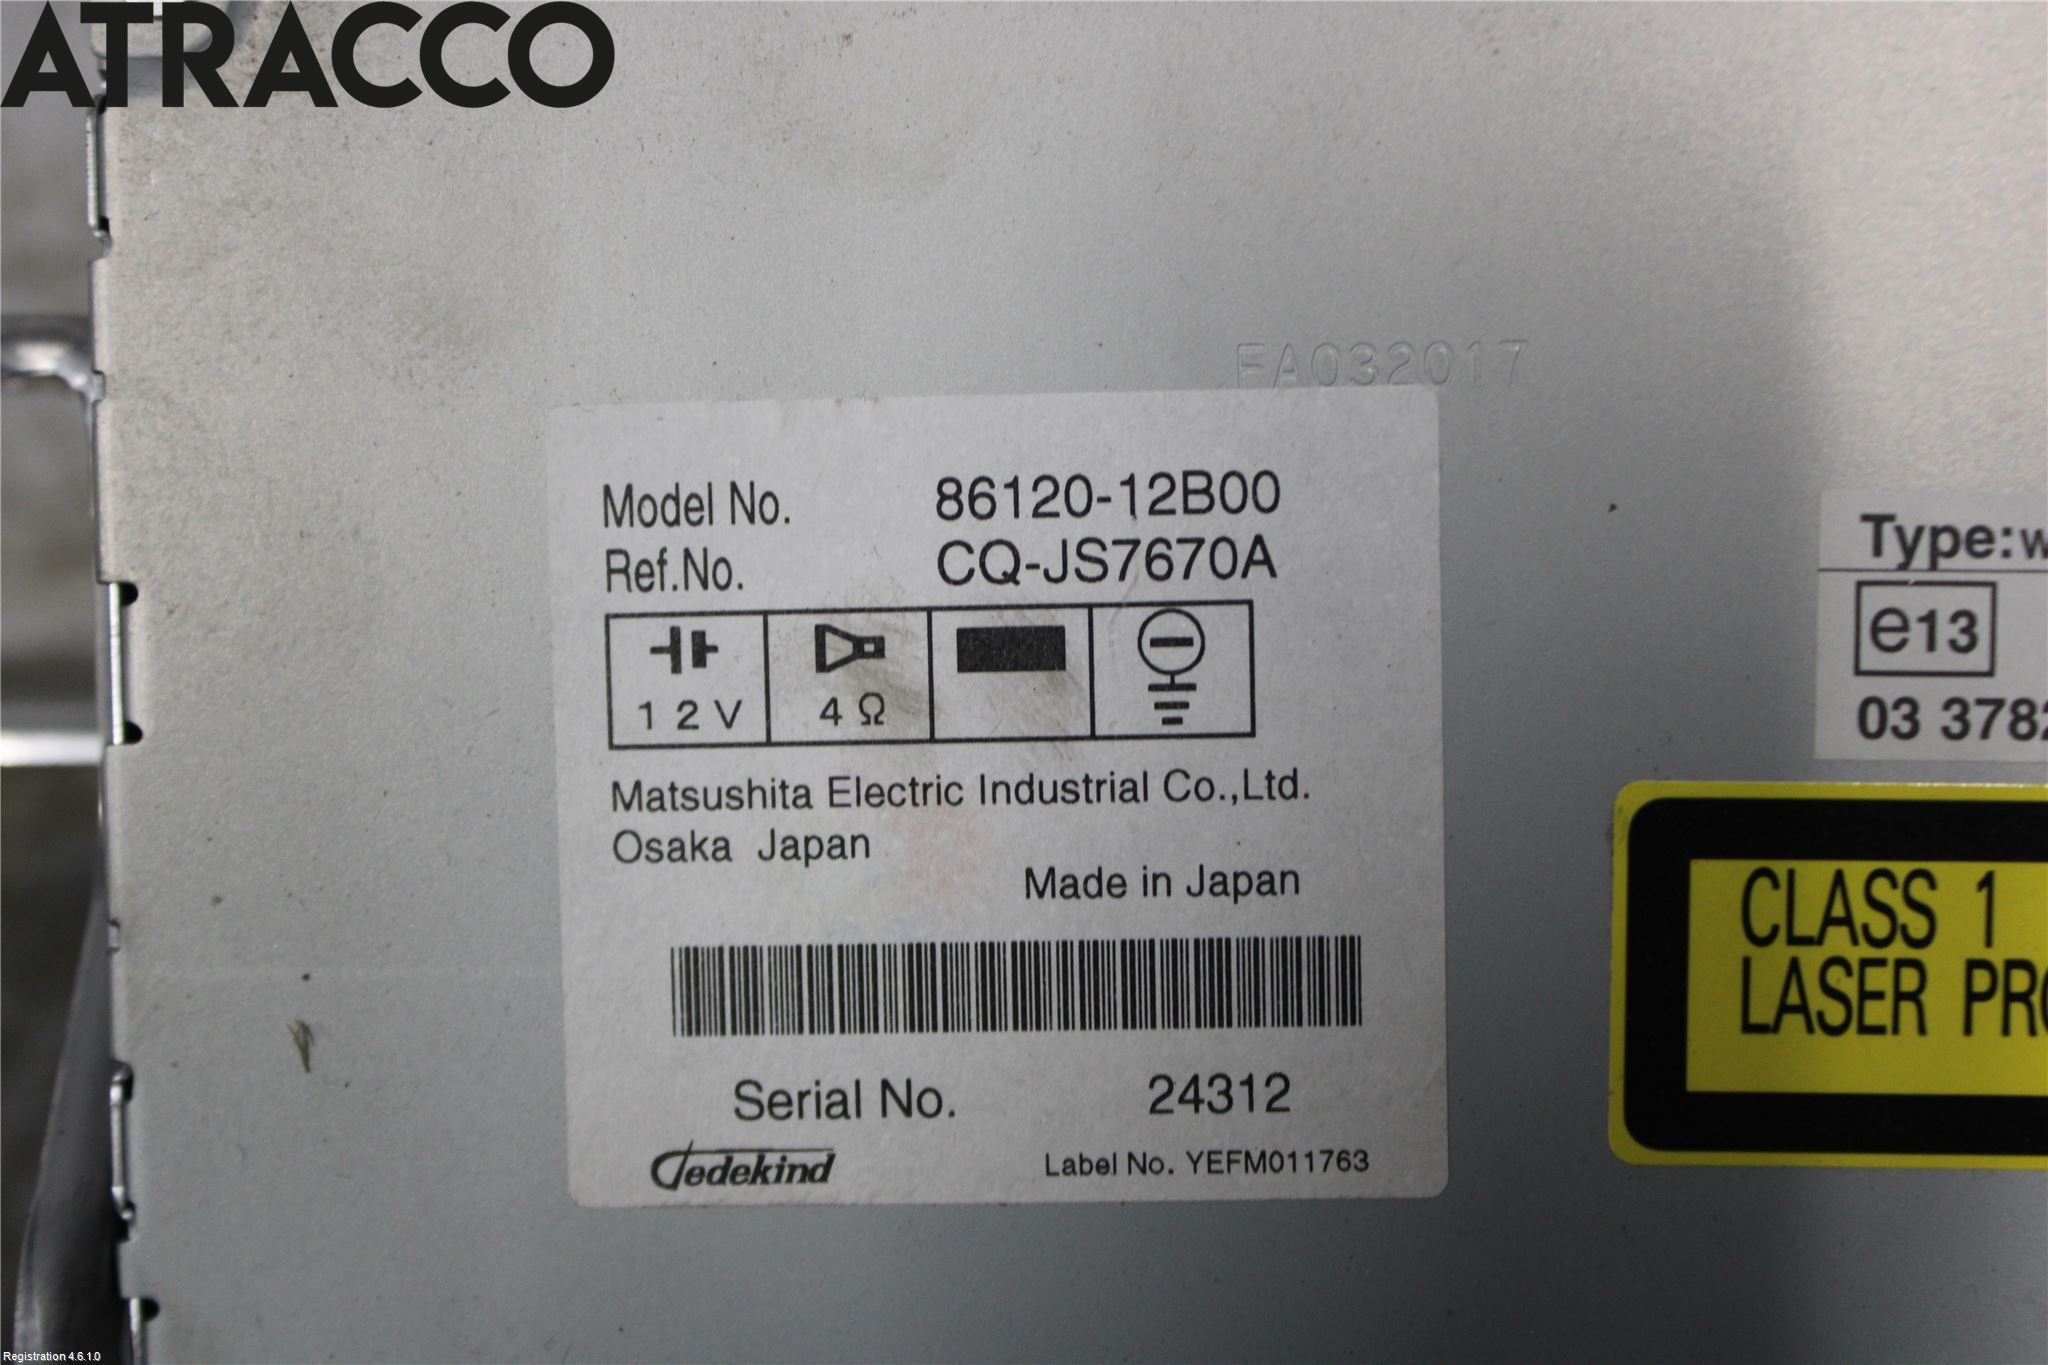 ATRACCO
FA032017
Model No. 86120-12B00
Ref.No. CQ-JS7670A
12V 4Ω
Matsushita Electric Industrial Co.,Ltd.
Osaka Japan
Made in Japan
Serial No. 24312
Tedekind Label No. YEFM011763
Type:
e13
03 378
CLASS 1
LASER
Registration 4.6.1.0